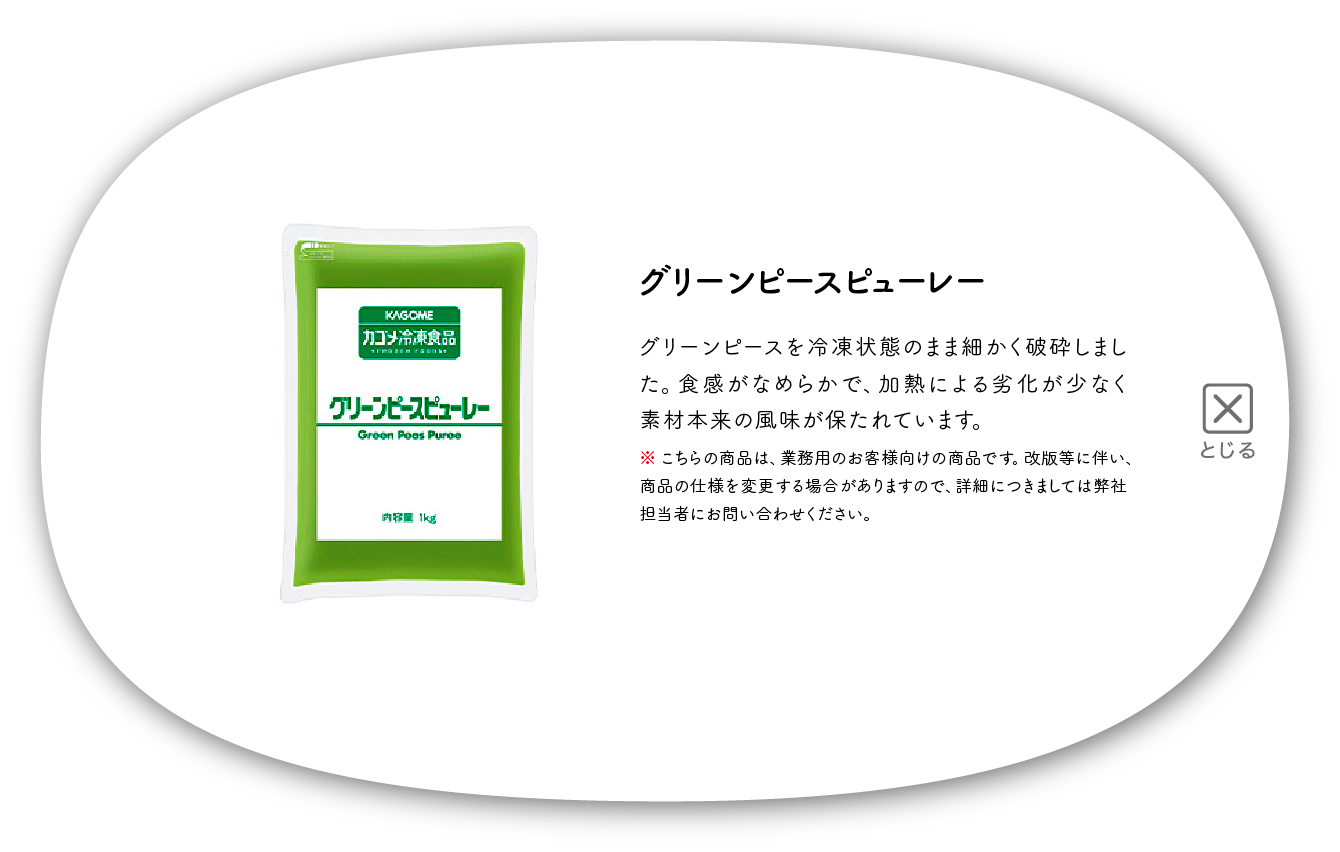 KAGOME
カゴメ冷凍食品
グリーンピースピューレー
Green Peas Puree
内容量 1kg
グリーンピースピューレー
グリーンピースを冷凍状態のまま細かく破砕しまし
た。食感がなめらかで、加熱による劣化が少なく
素材本来の風味が保たれています。
※ こちらの商品は、業務用のお客様向けの商品です。改版等に伴い、
商品の仕様を変更する場合がありますので、詳細につきましては弊社
担当者にお問い合わせください。
とじる